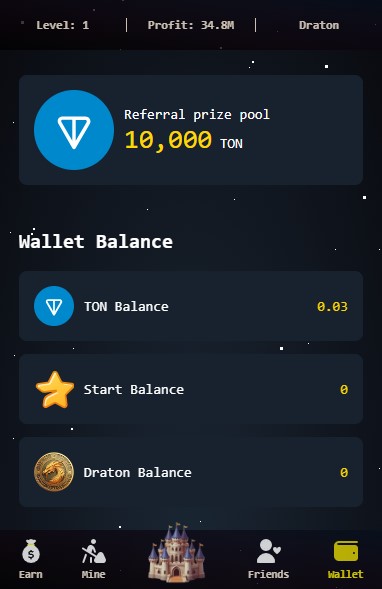 Level: 1
Profit: 34.8M
Draton
Referral prize pool
10,000 TON
Wallet Balance
TON Balance
0.03
Start Balance
0
Draton Balance
0
Earn
Mine
Friends
Wallet